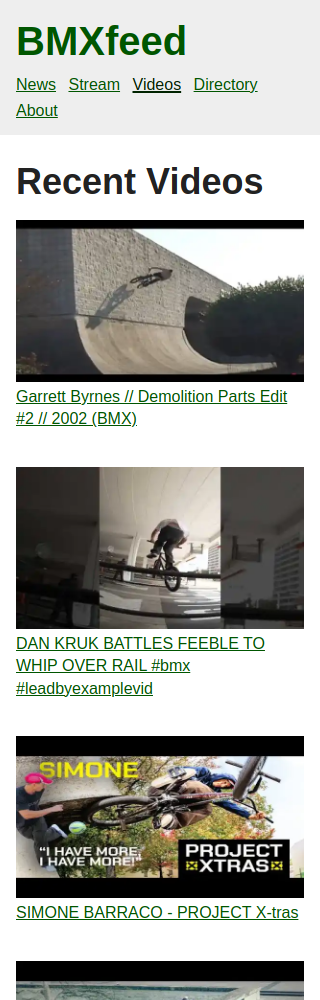 BMXfeed
News Stream Videos Directory
About
Recent Videos
Garrett Byrnes // Demolition Parts Edit
#2 // 2002 (BMX)
DAN KRUK BATTLES FEEBLE TO
WHIP OVER RAIL #bmx
#leadbyexamplevid
SIMONE
“I HAVE MORE,
I HAVE MORE!”
PROJECT
XTRAS
SIMONE BARRACO - PROJECT X-tras